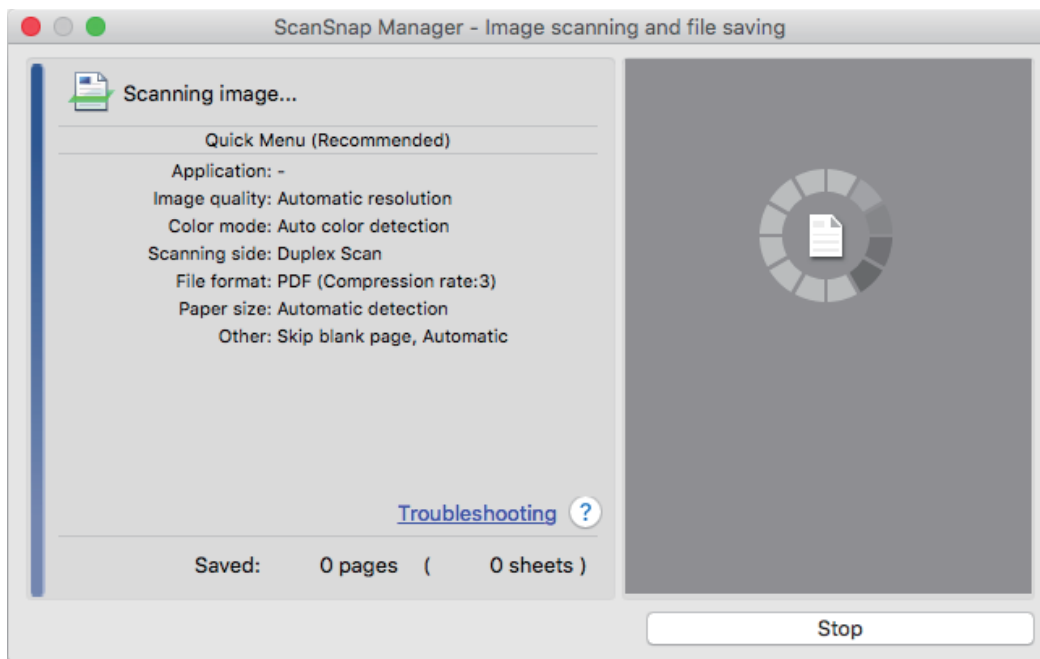 ScanSnap Manager - Image scanning and file saving
Scanning image...
Quick Menu (Recommended)
Application: -
Image quality: Automatic resolution
Color mode: Auto color detection
Scanning side: Duplex Scan
File format: PDF (Compression rate:3)
Paper size: Automatic detection
Other: Skip blank page, Automatic
Troubleshooting ?
Saved: 0 pages ( 0 sheets )
Stop